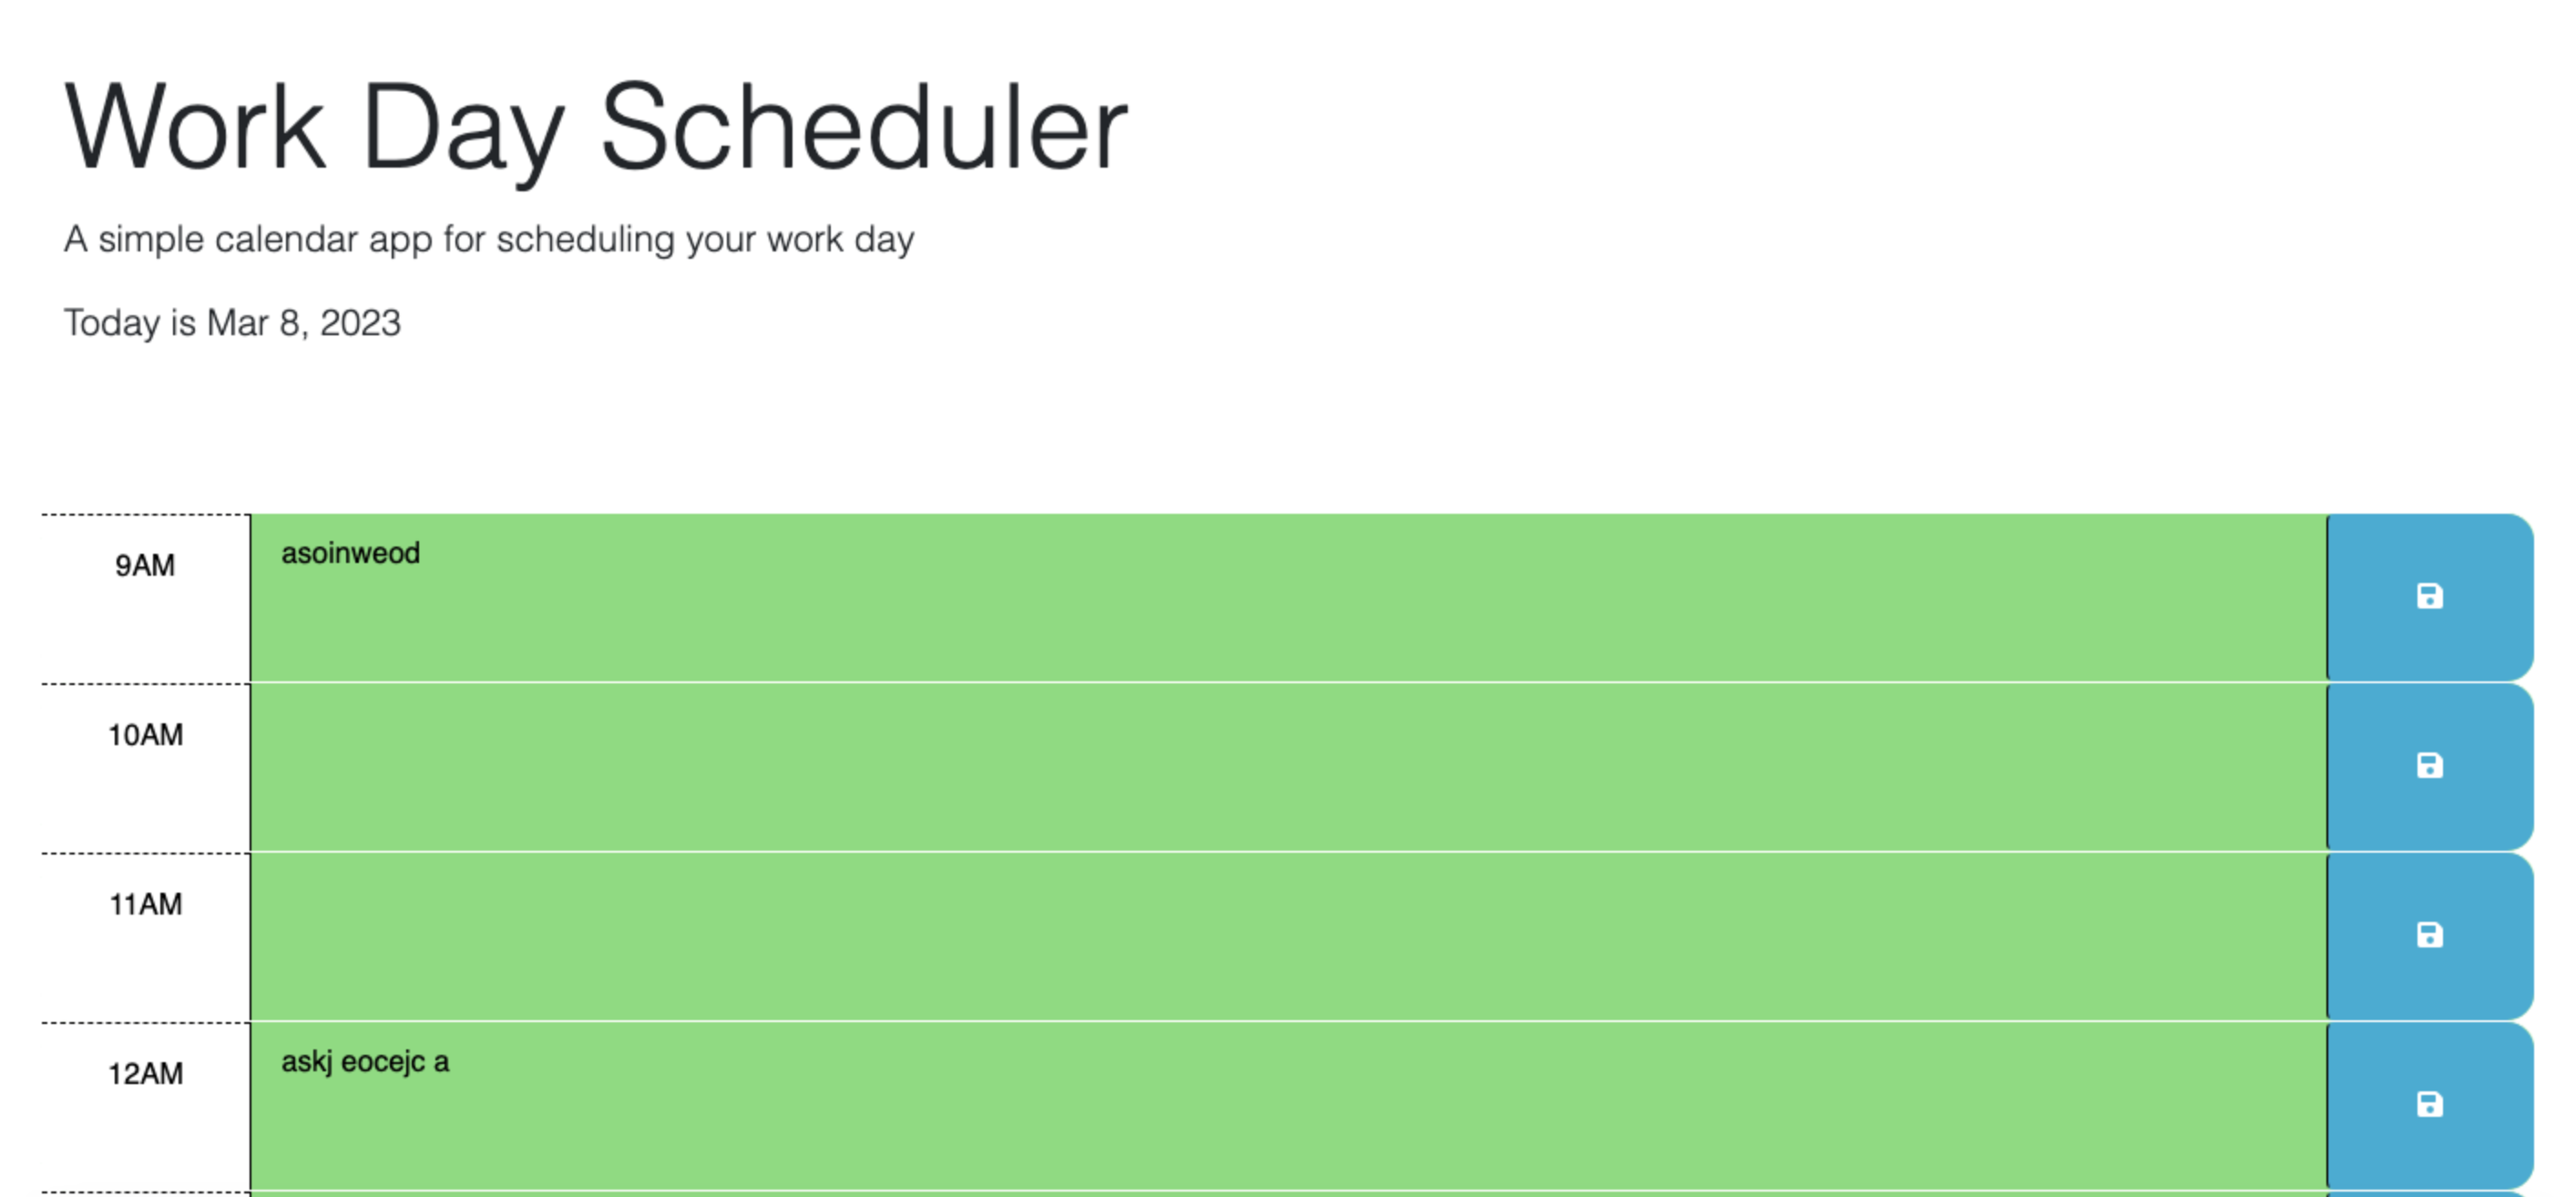 Work Day Scheduler
A simple calendar app for scheduling your work day
Today is Mar 8, 2023
9AM
asoinweod
10AM
11AM
12AM
askj eocejc a